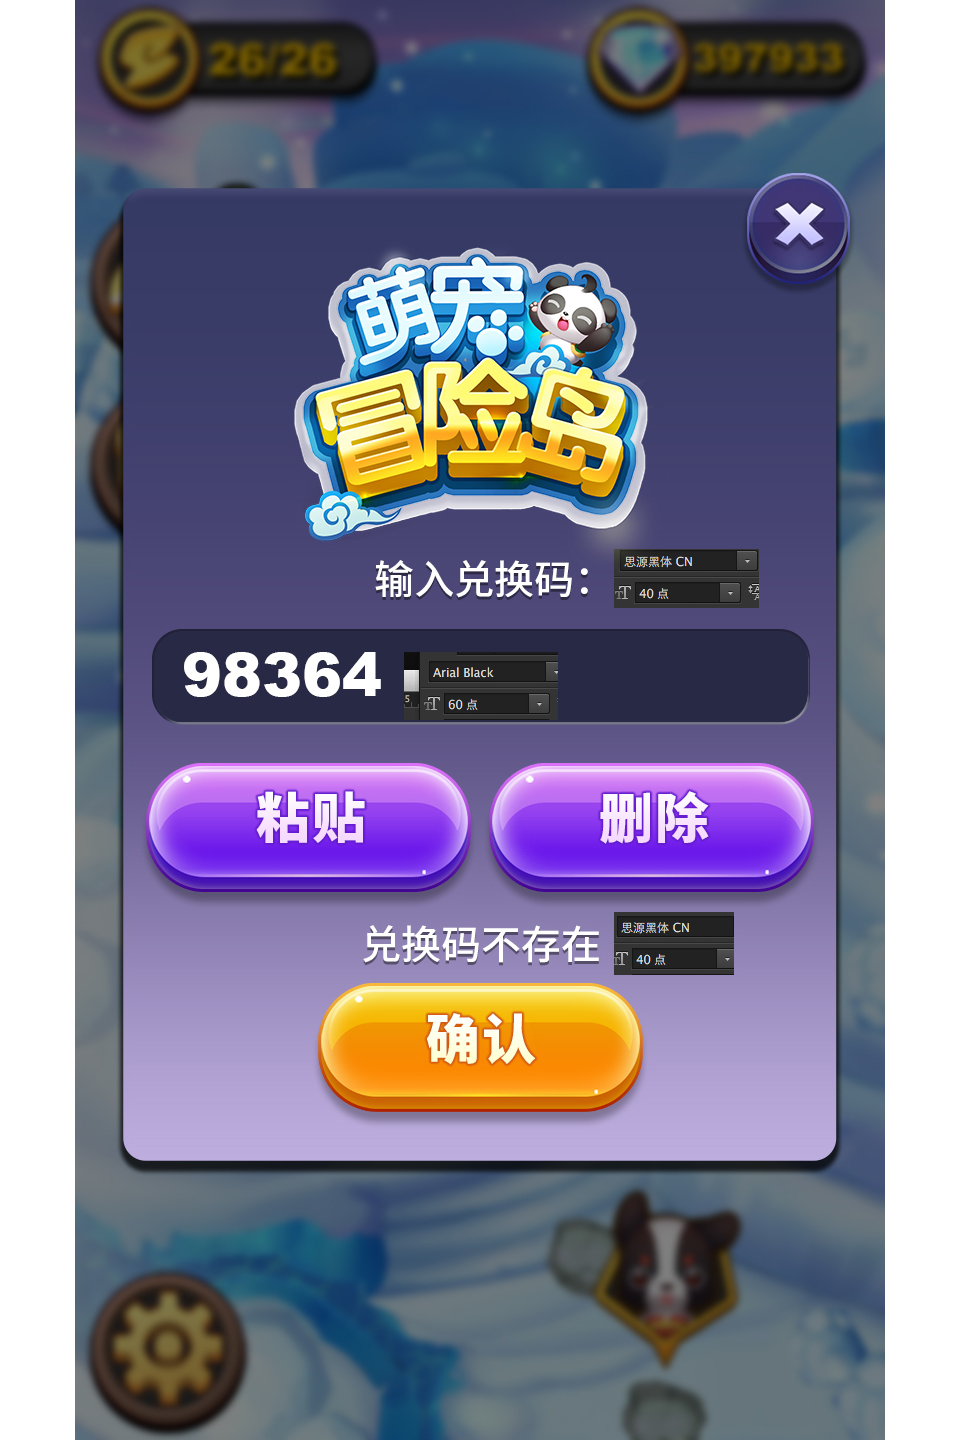 26/26 397933
萌宠
冒险岛
输入兑换码：
思源黑体 CN
40 点
98364
Arial Black
5
60 点
粘贴 删除
兑换码不存在
思源黑体 CN
40 点
确认